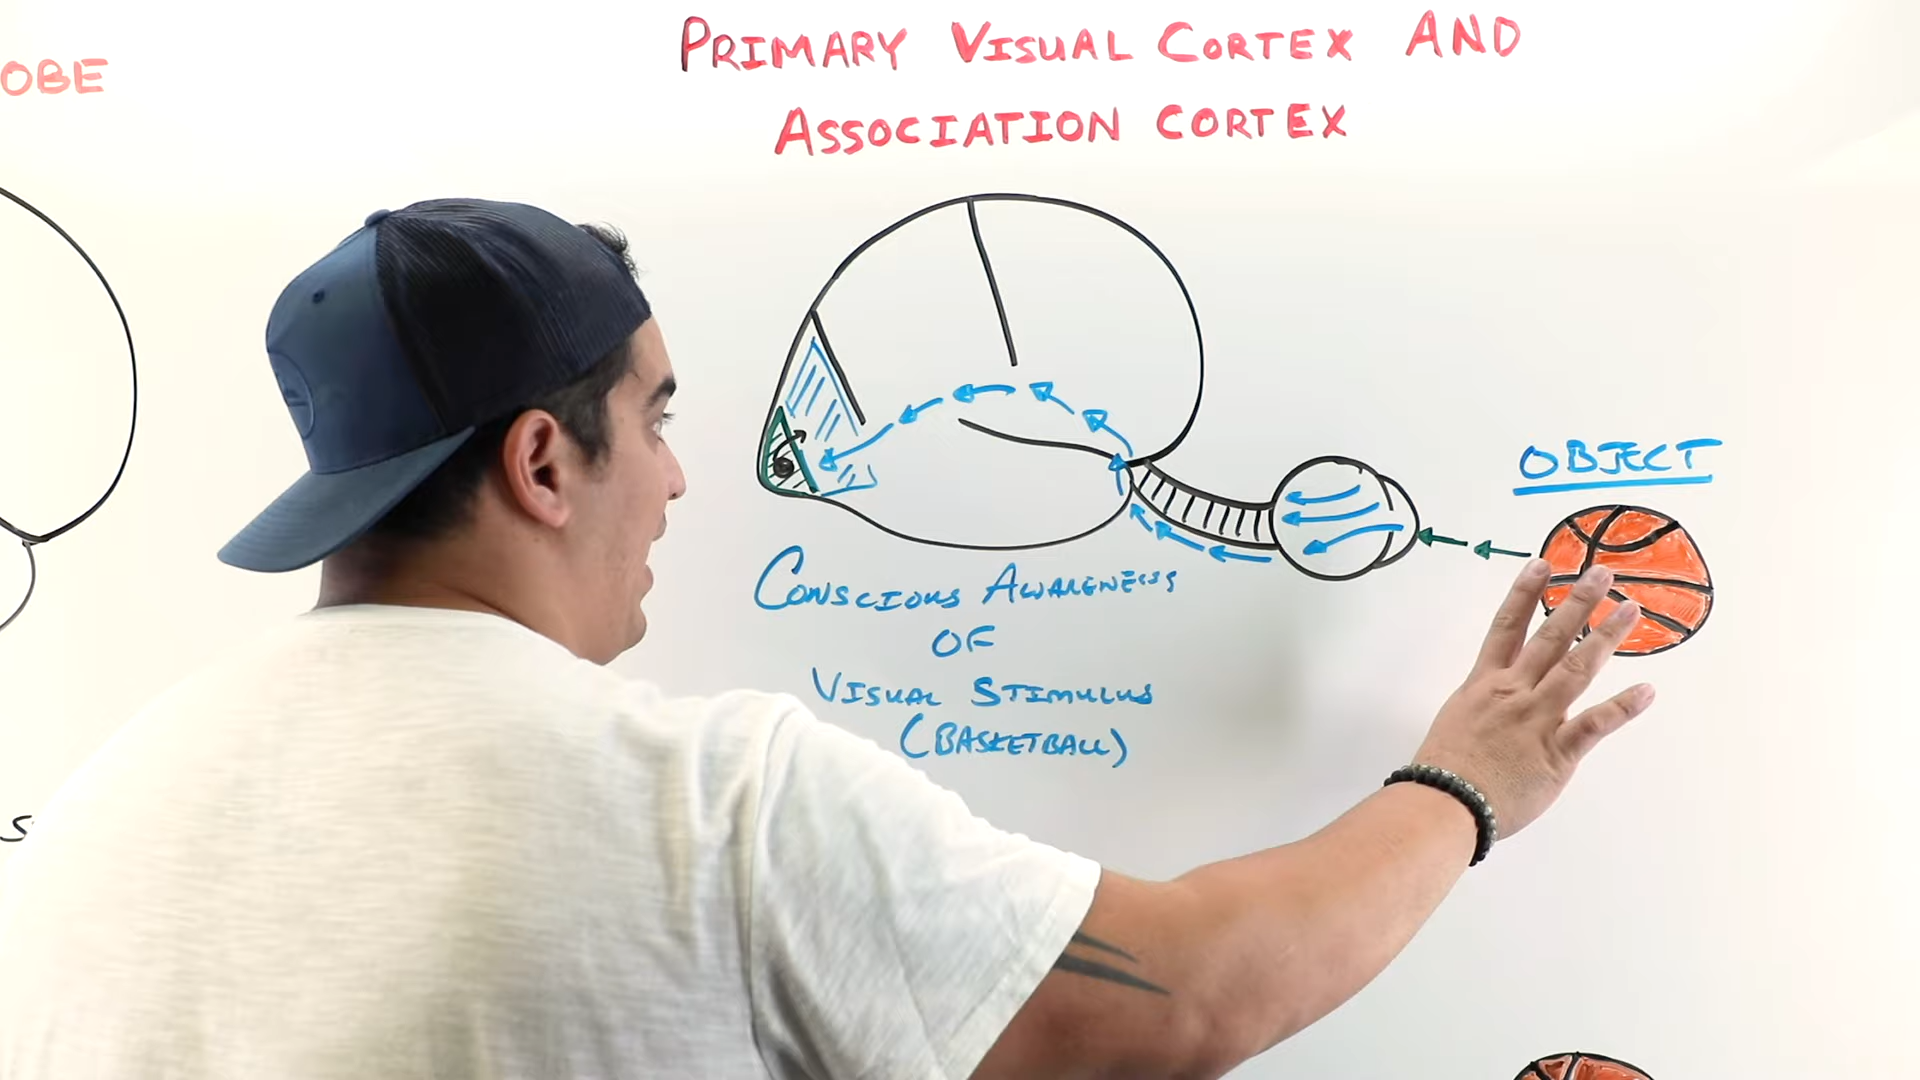 OBE
PRIMARY VISUAL CORTEX AND
ASSOCIATION CORTEX
OBJECT
CONSCIOUS AWARENESS
OF
VISUAL STIMULUS
(BASKETBALL)
S